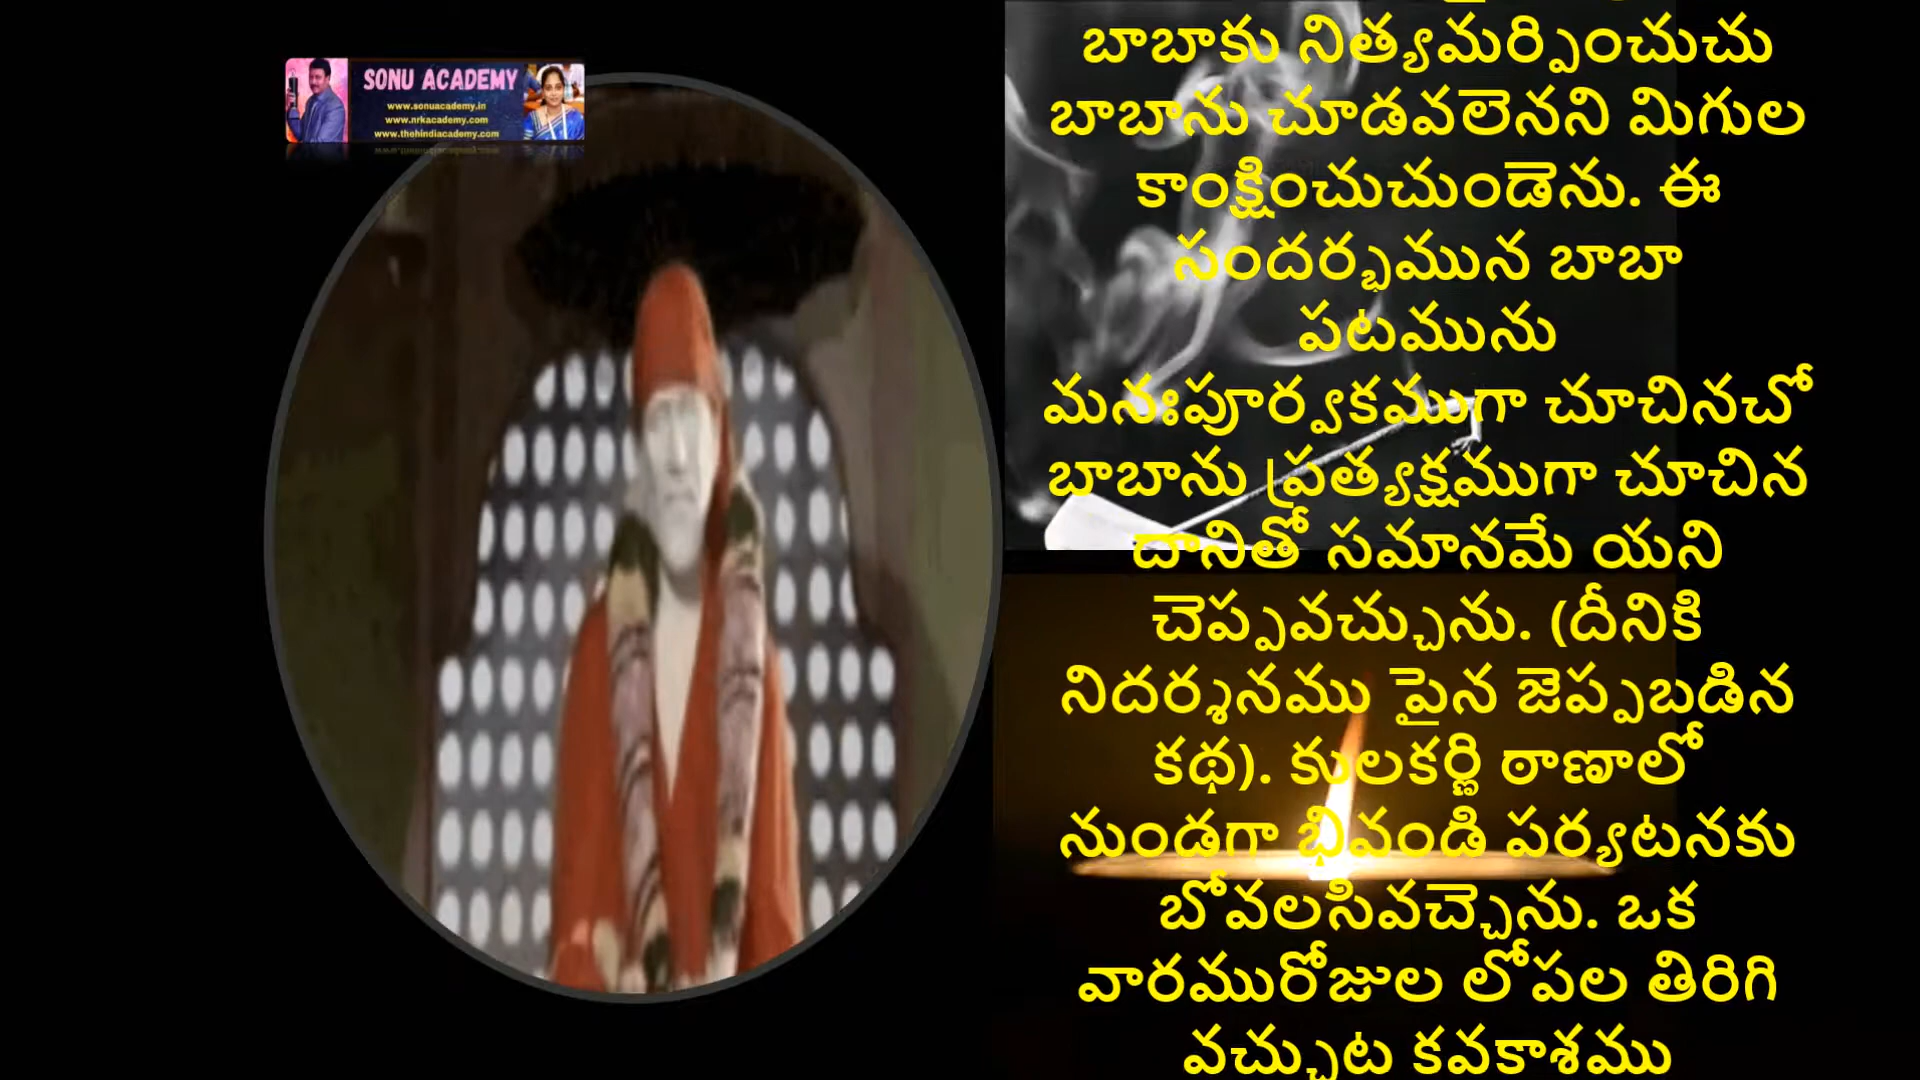 SONU ACADEMY
www.sonuacademy.in
www.nrkacademy.com
www.thehindiacademy.com
బాబాకు నిత్యమర్పించుచు
బాబాను చూడవలెనని మిగుల
కాంక్షించుచుండెను. ఈ
సందర్భమున బాబా
పటమును
మనఃపూర్వకముగా చూచినచో
బాబాను ప్రత్యక్షముగా చూచిన
దానితో సమానమే యని
చెప్పవచ్చును. (దీనికి
నిదర్శనము పైన జెప్పబడిన
కథ). కులకర్ణి ఠాణాలో
నుండగా భివండి పర్యటనకు
బోవలసివచ్చెను. ఒక
వారమురోజుల లోపల తిరిగి
వచ్చుట కవకాశము